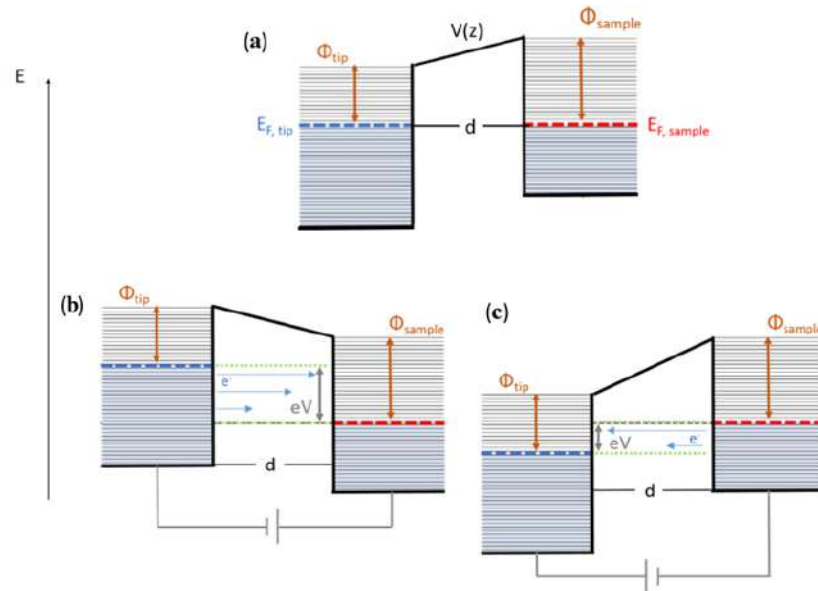 (a)
V(z)
Φsample
Φtip
E
EF, tip
d
EF, sample
(b)
Φtip
Φsample
e-
eV
d
(c)
Φsample
Φtip
eV
e-
d